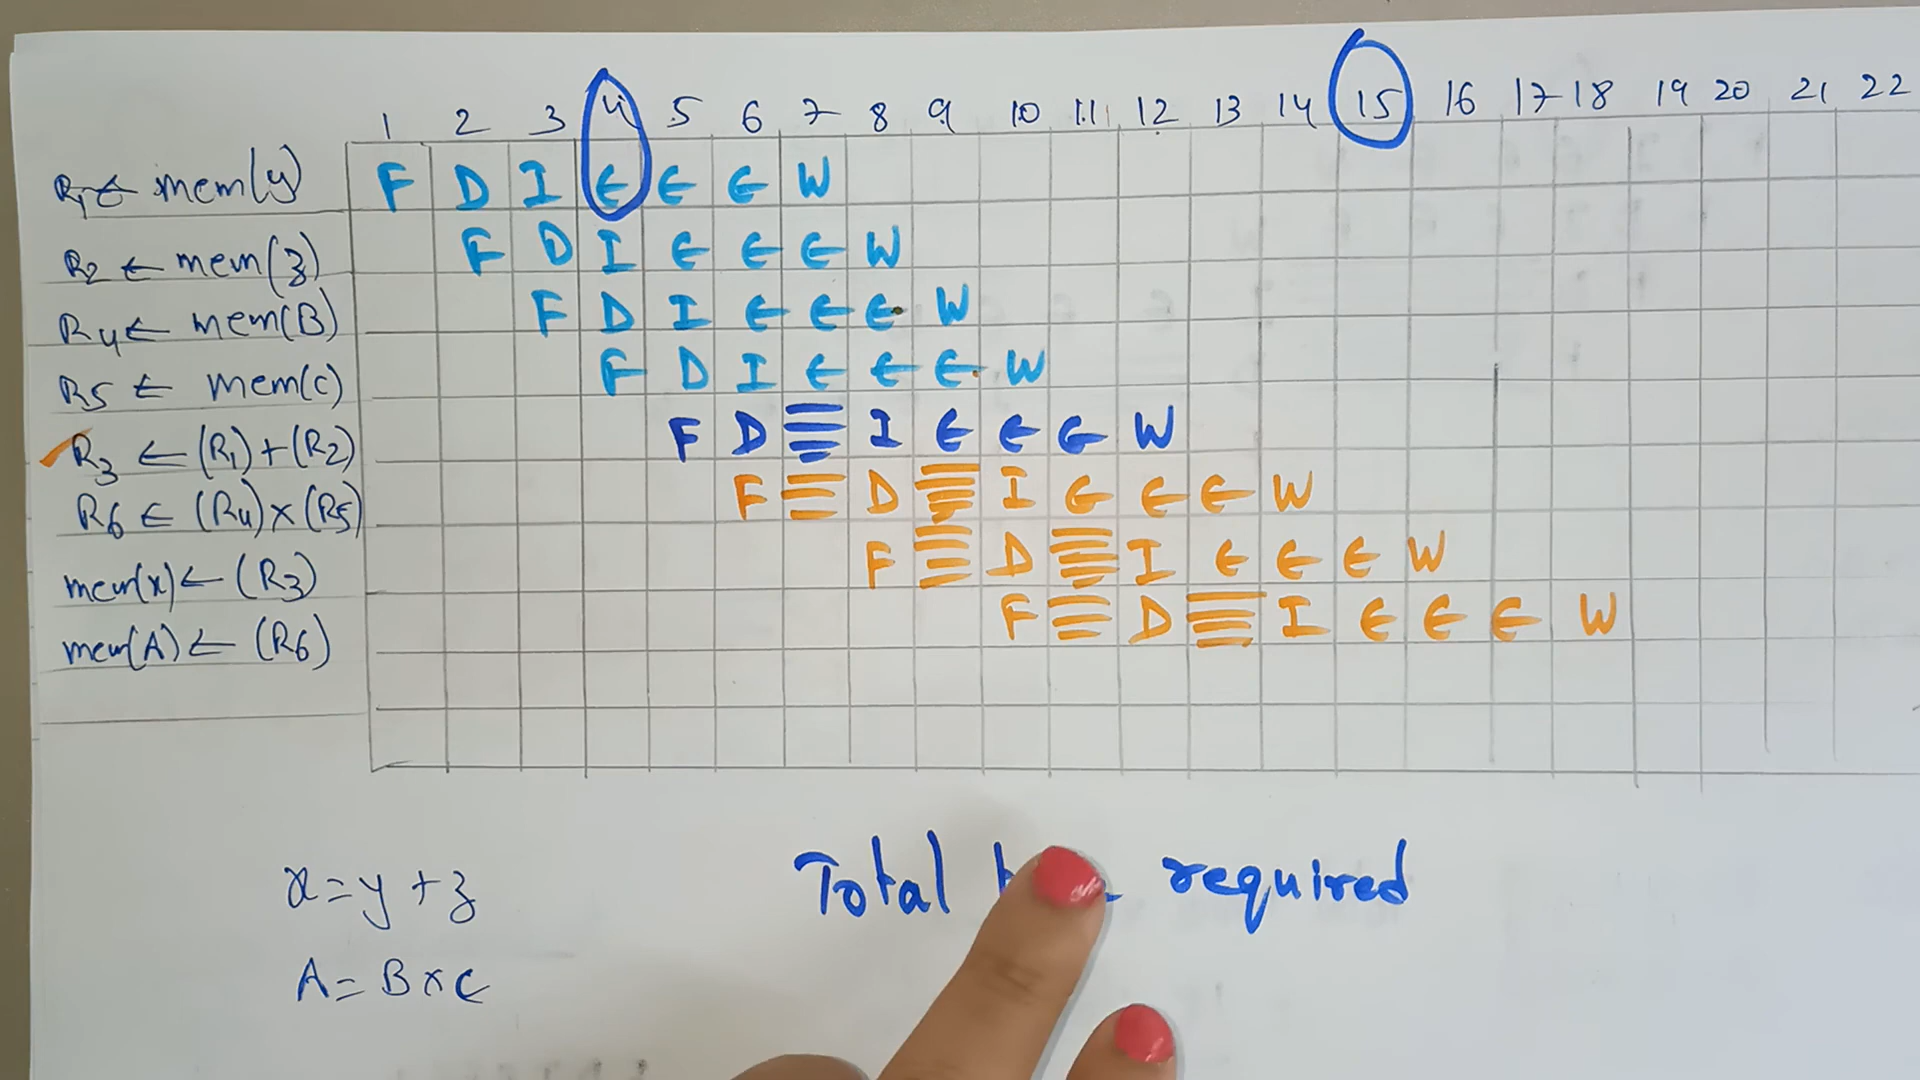 1 2 3 4 5 6 7 8 9 10 11 12 13 14 15 16 17 18 19 20 21 22
R1 ← mem(y) F D I E E E W
R2 ← mem(z) F D I E E E W
R4 ← mem(B) F D I E E E W
R5 ← mem(C) F D I E E E W
R3 ← (R1)+(R2) F D I E E E W
R6 ← (R4)×(R5) F D I E E E W
mem(x) ← (R3) F D I E E E W
mem(A) ← (R6) F D I E E E W
x=y+z
A=B×C
Total required